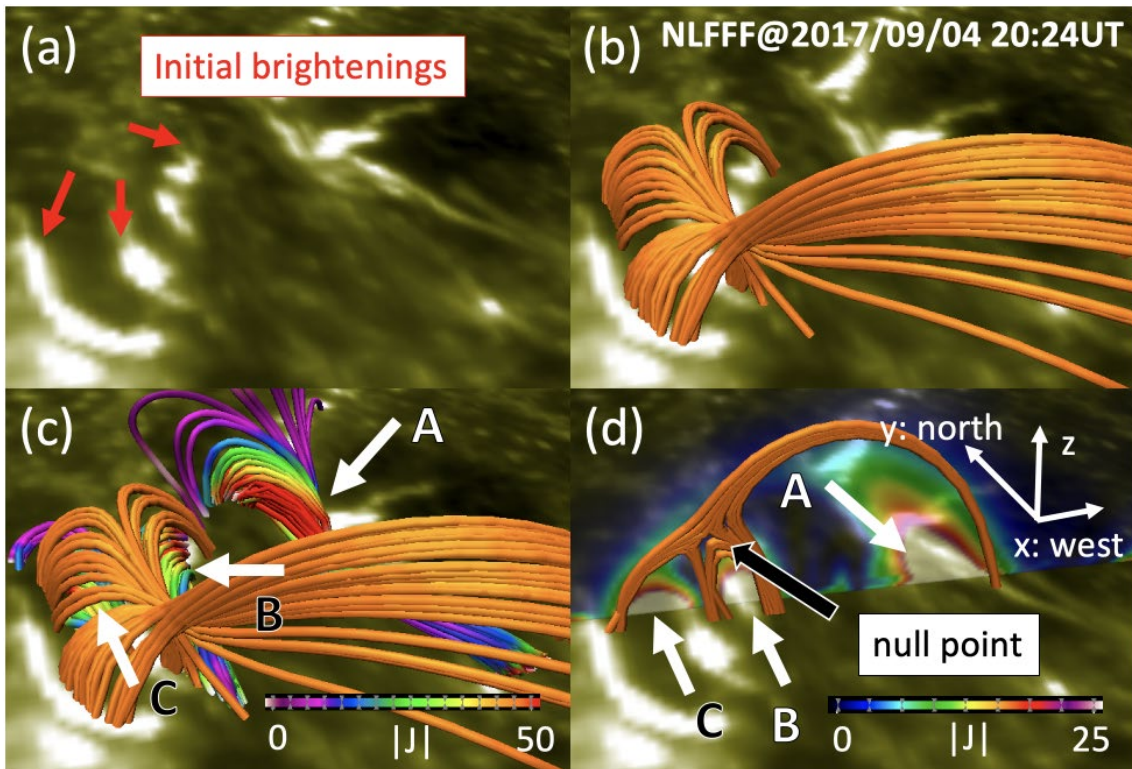 (a)
Initial brightenings
(b)
NLFFF@2017/09/04 20:24UT
(c)
A
B
C
0 |J| 50
(d)
y: north
z
A
x: west
null point
C
B
0 |J| 25